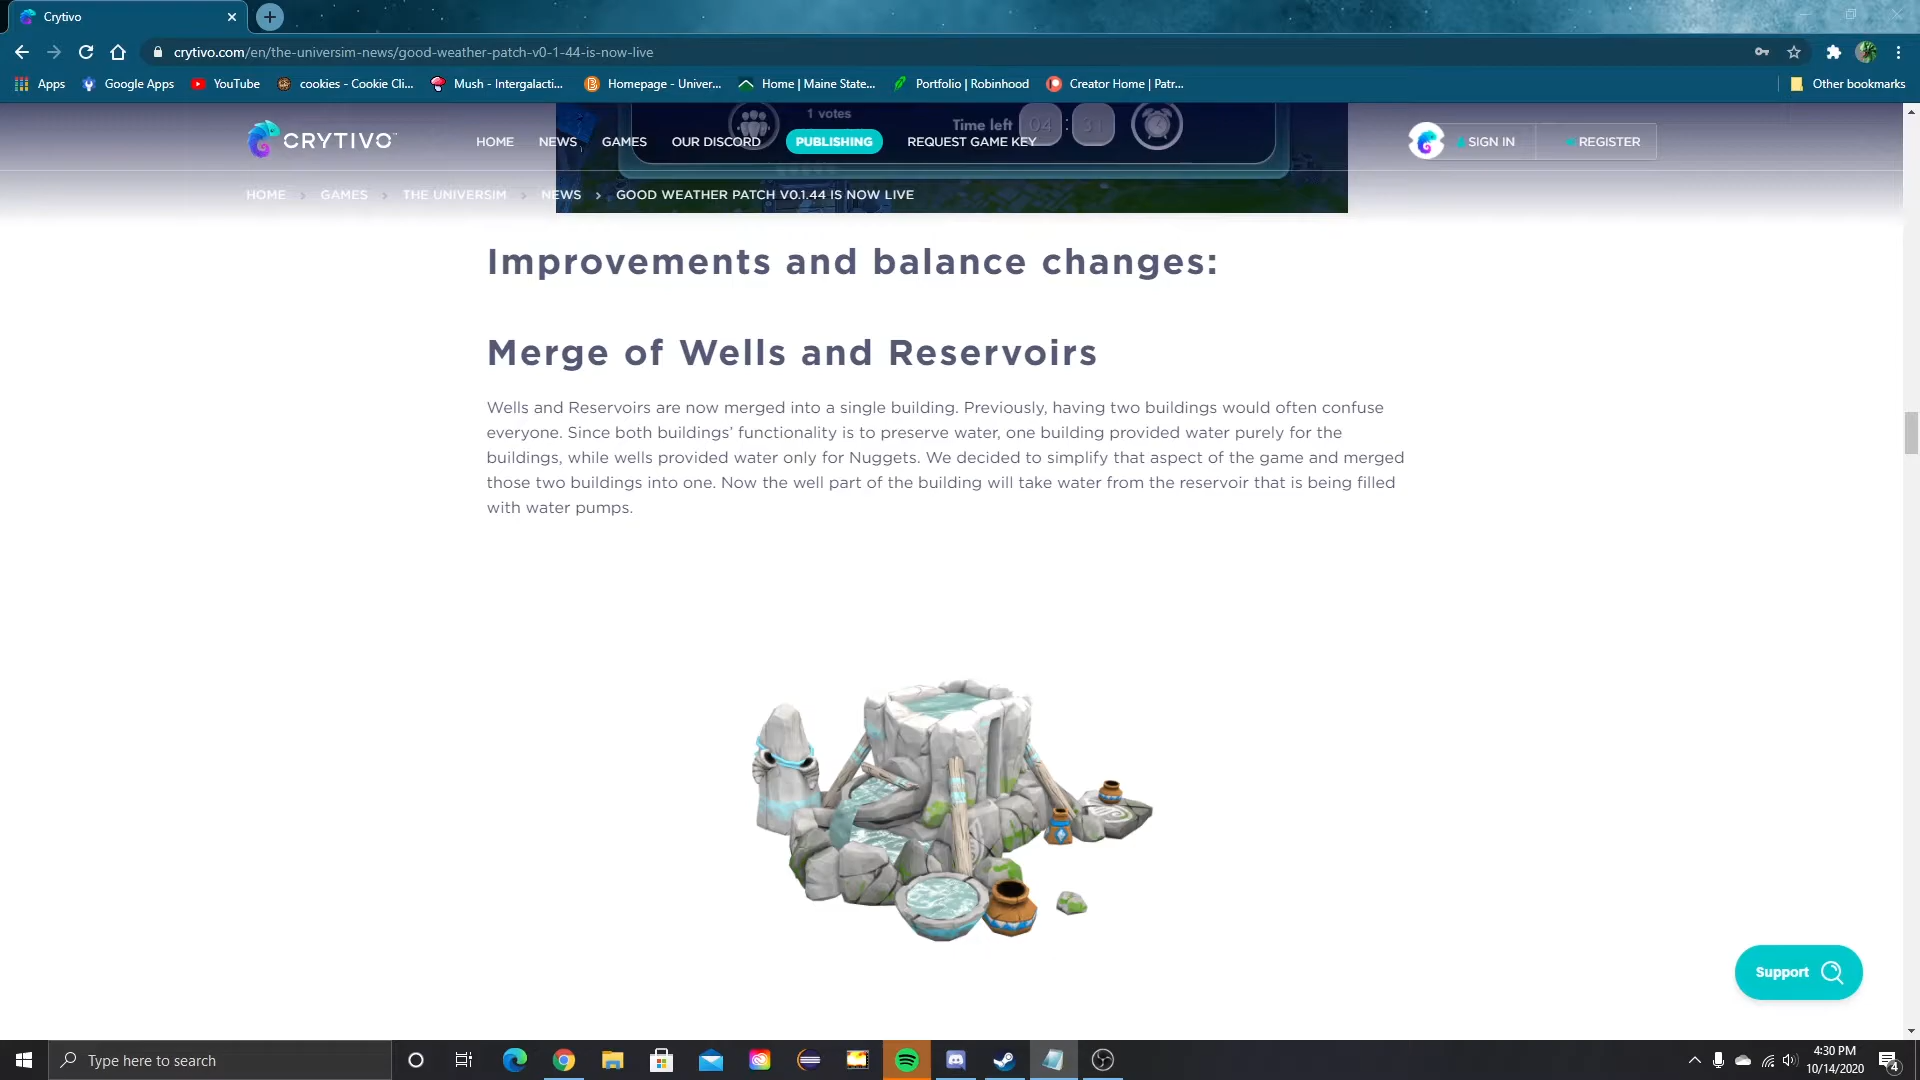 Crytivo
crytivo.com/en/the-universim-news/good-weather-patch-v0-1-44-is-now-live
Apps
Google Apps
YouTube
cookies - Cookie Cli...
Mush - Intergalacti...
Homepage - Univer...
Home | Maine State...
Portfolio | Robinhood
Creator Home | Patr...
Other bookmarks
1 votes
Time left 04 : 31
CRYTIVO
HOME
NEWS
GAMES
OUR DISCORD
PUBLISHING
REQUEST GAME KEY
SIGN IN
REGISTER
HOME > GAMES > THE UNIVERSIM > NEWS > GOOD WEATHER PATCH V0.1.44 IS NOW LIVE
Improvements and balance changes:
Merge of Wells and Reservoirs
Wells and Reservoirs are now merged into a single building. Previously, having two buildings would often confuse
everyone. Since both buildings’ functionality is to preserve water, one building provided water purely for the
buildings, while wells provided water only for Nuggets. We decided to simplify that aspect of the game and merged
those two buildings into one. Now the well part of the building will take water from the reservoir that is being filled
with water pumps.
Support
Type here to search
4:30 PM
10/14/2020
4